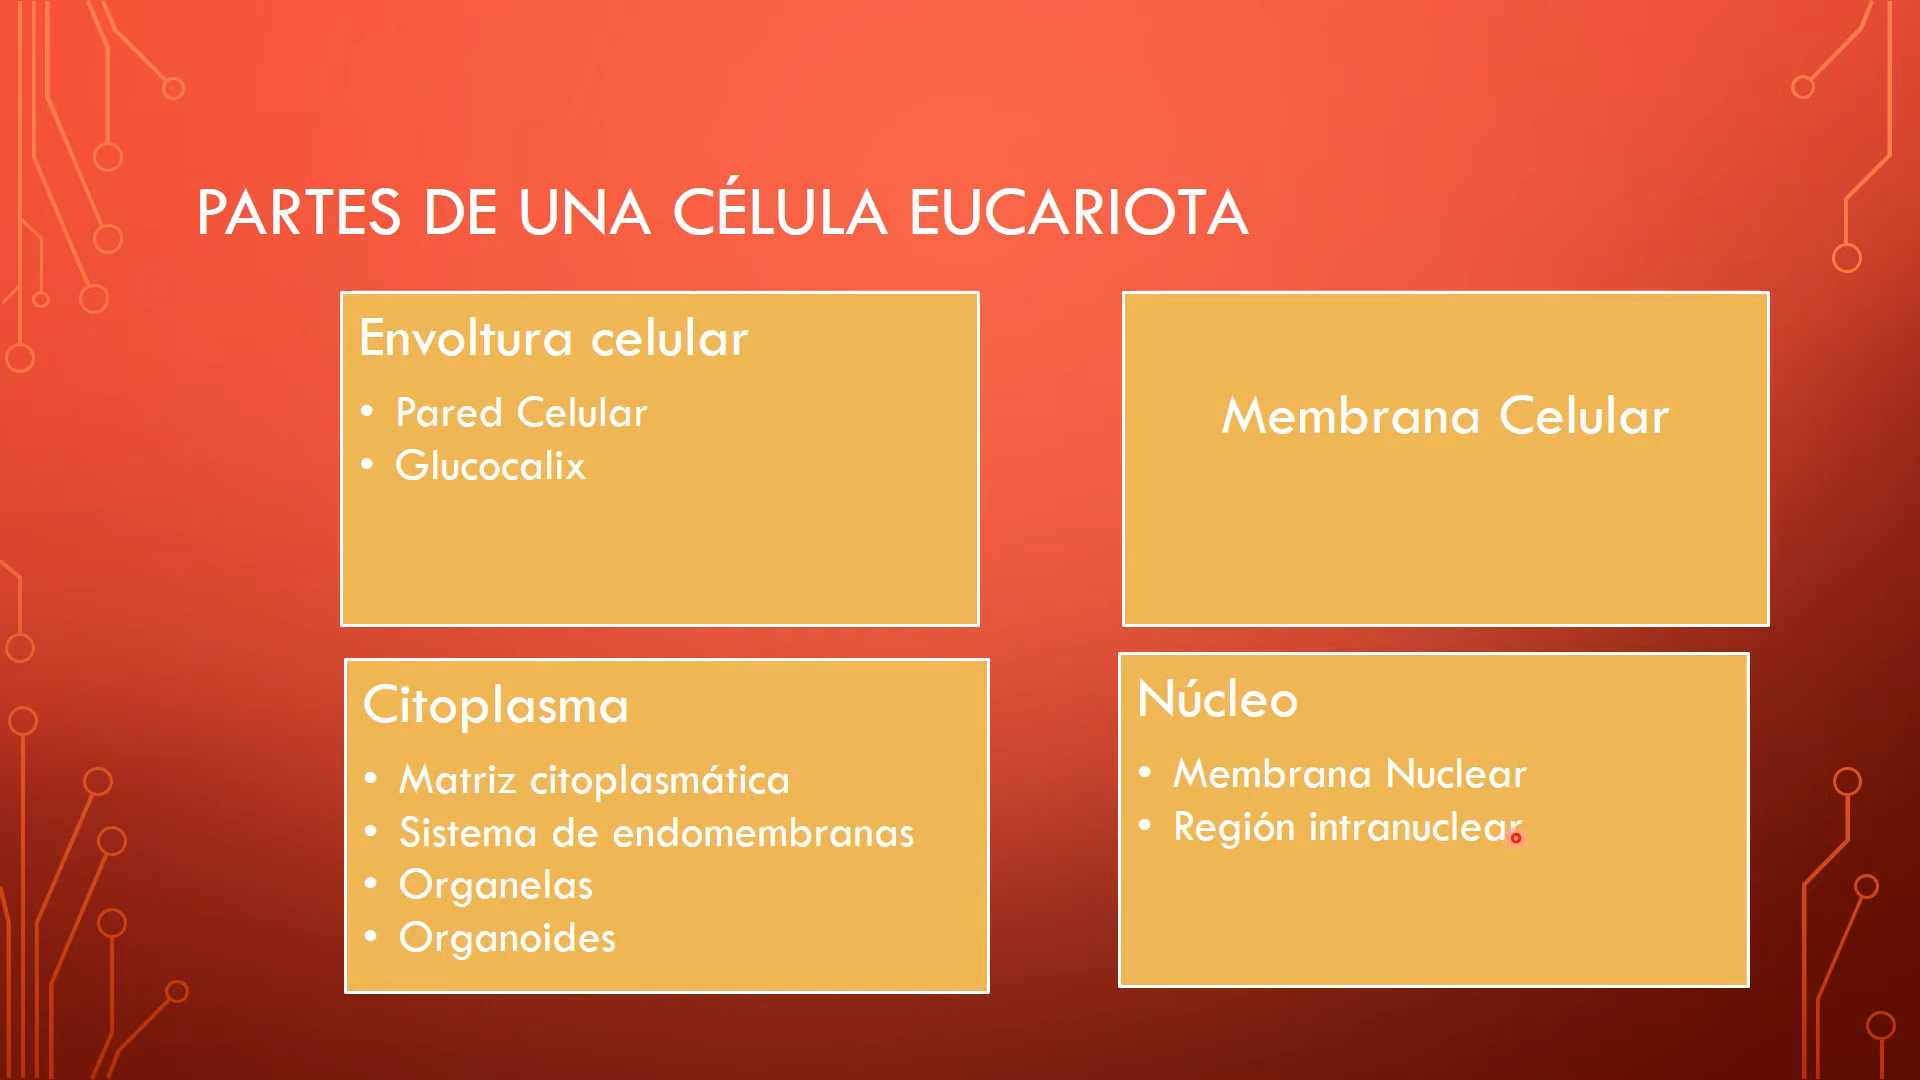 PARTES DE UNA CÉLULA EUCARIOTA
Envoltura celular
• Pared Celular
• Glucocalix
Membrana Celular
Citoplasma
• Matriz citoplasmática
• Sistema de endomembranas
• Organelas
• Organoides
Núcleo
• Membrana Nuclear
• Región intranuclear